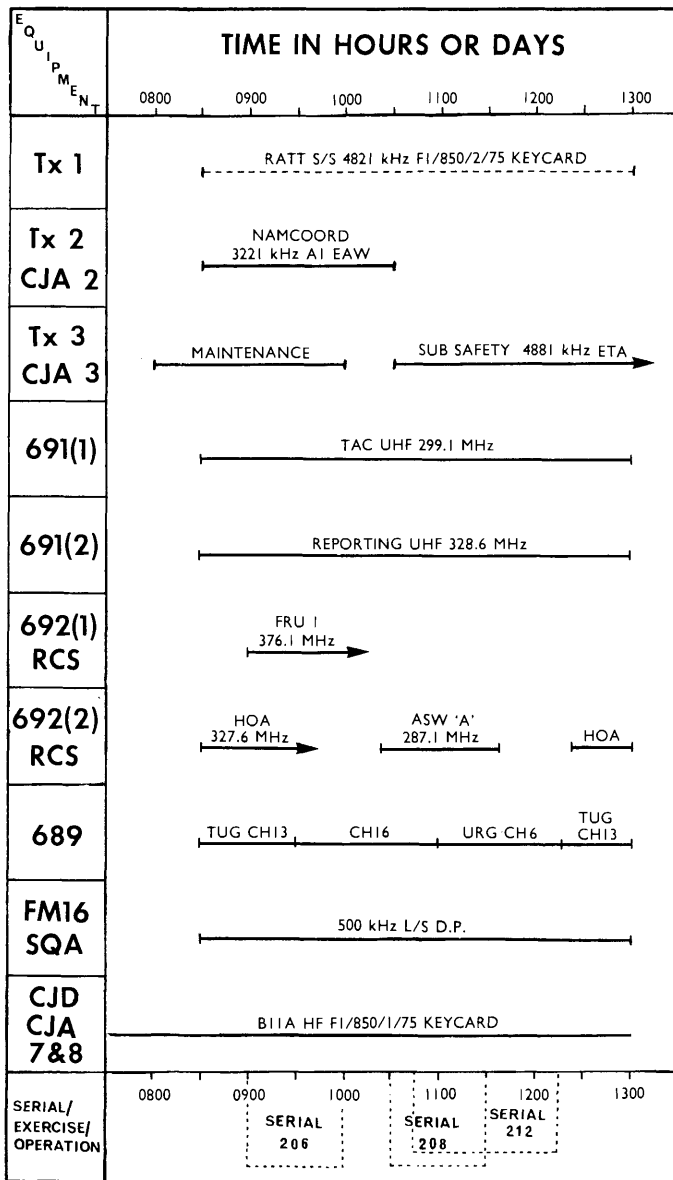 EQUIPMENT
TIME IN HOURS OR DAYS
0800 0900 1000 1100 1200 1300
Tx 1
RATT S/S 4821 kHz F1/850/2/75 KEYCARD
Tx 2
CJA 2
NAMCOORD
3221 kHz A1 EAW
Tx 3
CJA 3
MAINTENANCE
SUB SAFETY 4881 kHz ETA
691(1)
TAC UHF 299.1 MHz
691(2)
REPORTING UHF 328.6 MHz
692(1)
RCS
FRU 1
376.1 MHz
692(2)
RCS
HOA
327.6 MHz
ASW 'A'
287.1 MHz
HOA
689
TUG CH13
CH16
URG CH6
TUG
CH13
FM16
SQA
500 kHz L/S D.P.
CJD
CJA
7&8
B11A HF F1/850/1/75 KEYCARD
SERIAL/
EXERCISE/
OPERATION
0800 0900 1000 1100 1200 1300
SERIAL
206
SERIAL
208
SERIAL
212